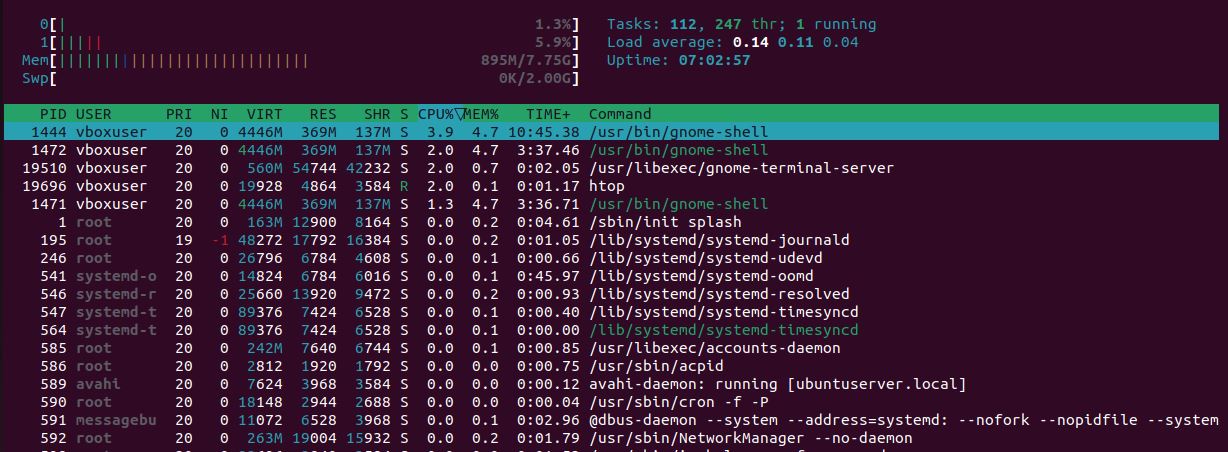 0[| 1.3%] Tasks: 112, 247 thr; 1 running
1[||||| 5.9%] Load average: 0.14 0.11 0.04
Mem[|||||||||||||||||||||||||||| 895M/7.75G] Uptime: 07:02:57
Swp[ 0K/2.00G]
PID USER PRI NI VIRT RES SHR S CPU%▽MEM% TIME+ Command
1444 vboxuser 20 0 4446M 369M 137M S 3.9 4.7 10:45.38 /usr/bin/gnome-shell
1472 vboxuser 20 0 4446M 369M 137M S 2.0 4.7 3:37.46 /usr/bin/gnome-shell
19510 vboxuser 20 0 560M 54744 42232 S 2.0 0.7 0:02.05 /usr/libexec/gnome-terminal-server
19696 vboxuser 20 0 19928 4864 3584 R 2.0 0.1 0:01.17 htop
1471 vboxuser 20 0 4446M 369M 137M S 1.3 4.7 3:36.71 /usr/bin/gnome-shell
1 root 20 0 163M 12900 8164 S 0.0 0.2 0:04.61 /sbin/init splash
195 root 19 -1 48272 17792 16384 S 0.0 0.2 0:01.05 /lib/systemd/systemd-journald
246 root 20 0 26796 6784 4608 S 0.0 0.1 0:00.66 /lib/systemd/systemd-udevd
541 systemd-o 20 0 14824 6784 6016 S 0.0 0.1 0:45.97 /lib/systemd/systemd-oomd
546 systemd-r 20 0 25660 13920 9472 S 0.0 0.2 0:00.93 /lib/systemd/systemd-resolved
547 systemd-t 20 0 89376 7424 6528 S 0.0 0.1 0:00.40 /lib/systemd/systemd-timesyncd
564 systemd-t 20 0 89376 7424 6528 S 0.0 0.1 0:00.00 /lib/systemd/systemd-timesyncd
585 root 20 0 242M 7640 6744 S 0.0 0.1 0:00.85 /usr/libexec/accounts-daemon
586 root 20 0 2812 1920 1792 S 0.0 0.0 0:00.75 /usr/sbin/acpid
589 avahi 20 0 7624 3968 3584 S 0.0 0.0 0:00.12 avahi-daemon: running [ubuntuserver.local]
590 root 20 0 18148 2944 2688 S 0.0 0.0 0:00.04 /usr/sbin/cron -f -P
591 messagebu 20 0 11072 6528 3968 S 0.0 0.1 0:02.96 @dbus-daemon --system --address=systemd: --nofork --nopidfile --system
592 root 20 0 263M 19004 15932 S 0.0 0.2 0:01.79 /usr/sbin/NetworkManager --no-daemon